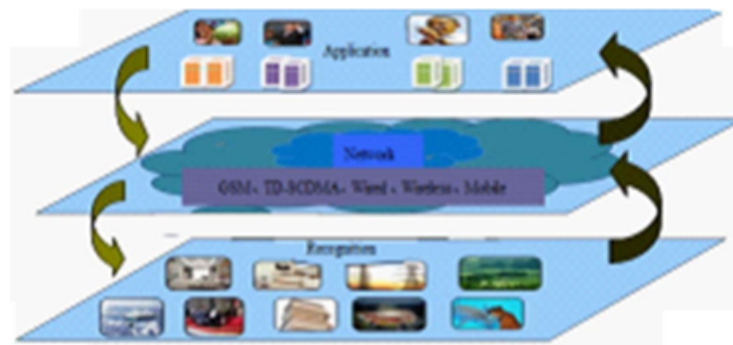 Application
Network
GSM、TD-SCDMA、Wired、Wireless、Mobile
Recognition